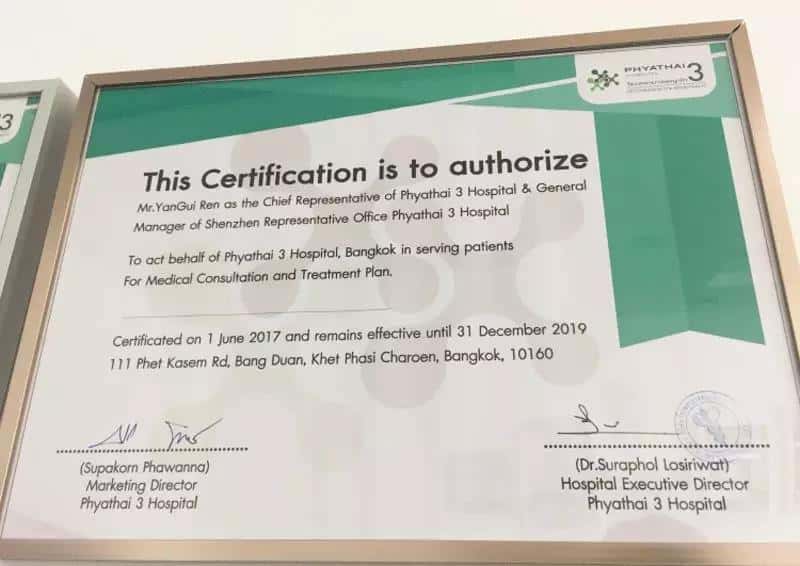 3
PHYATHAI 3
This Certification is to authorize
Mr.YanGui Ren as the Chief Representative of Phyathai 3 Hospital & General
Manager of Shenzhen Representative Office Phyathai 3 Hospital
To act behalf of Phyathai 3 Hospital, Bangkok in serving patients
For Medical Consultation and Treatment Plan.
Certificated on 1 June 2017 and remains effective until 31 December 2019
111 Phet Kasem Rd, Bang Duan, Khet Phasi Charoen, Bangkok, 10160
(Supakorn Phawanna)
Marketing Director
Phyathai 3 Hospital
(Dr.Suraphol Losiriwat)
Hospital Executive Director
Phyathai 3 Hospital